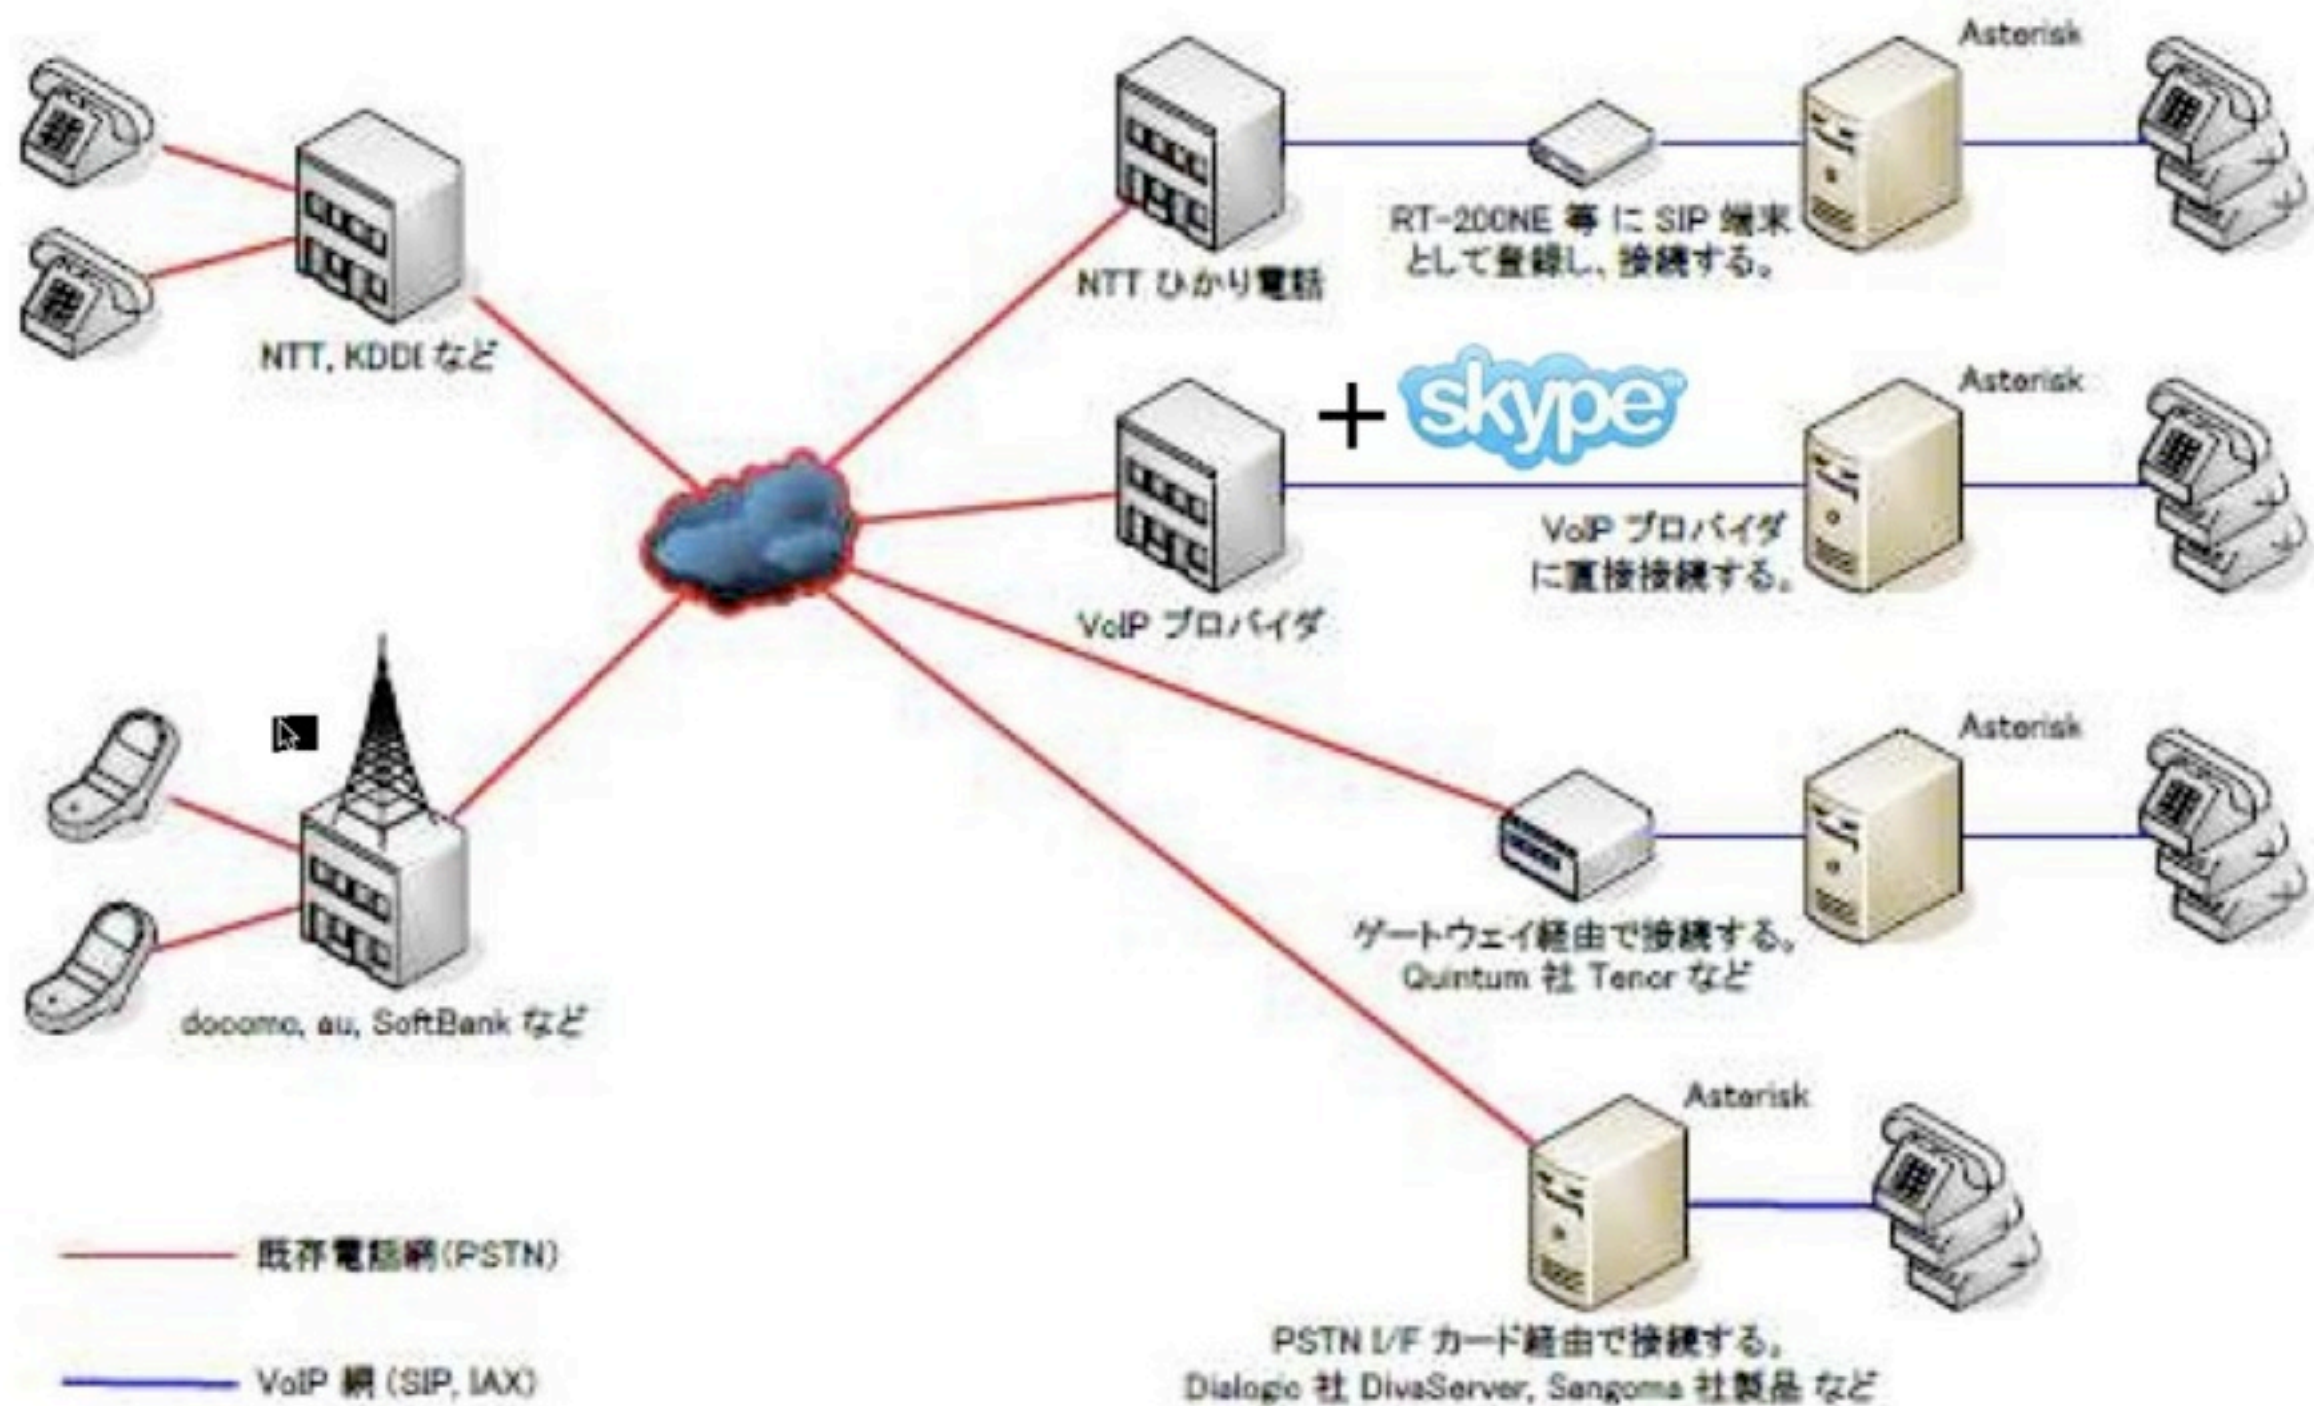 Asterisk
RT-200NE 等 に SIP 端末
として登録し、接続する。
NTT ひかり電話
NTT, KDDI など
+ skype
Asterisk
VoIP プロバイダ
に直接接続する。
VoIP プロバイダ
Asterisk
ゲートウェイ経由で接続する。
Quintum 社 Tenor など
docomo, au, SoftBank など
Asterisk
既存電話網(PSTN)
VoIP 網 (SIP, IAX)
PSTN I/F カード経由で接続する。
Dialogic 社 DivaServer, Sangoma 社製品 など